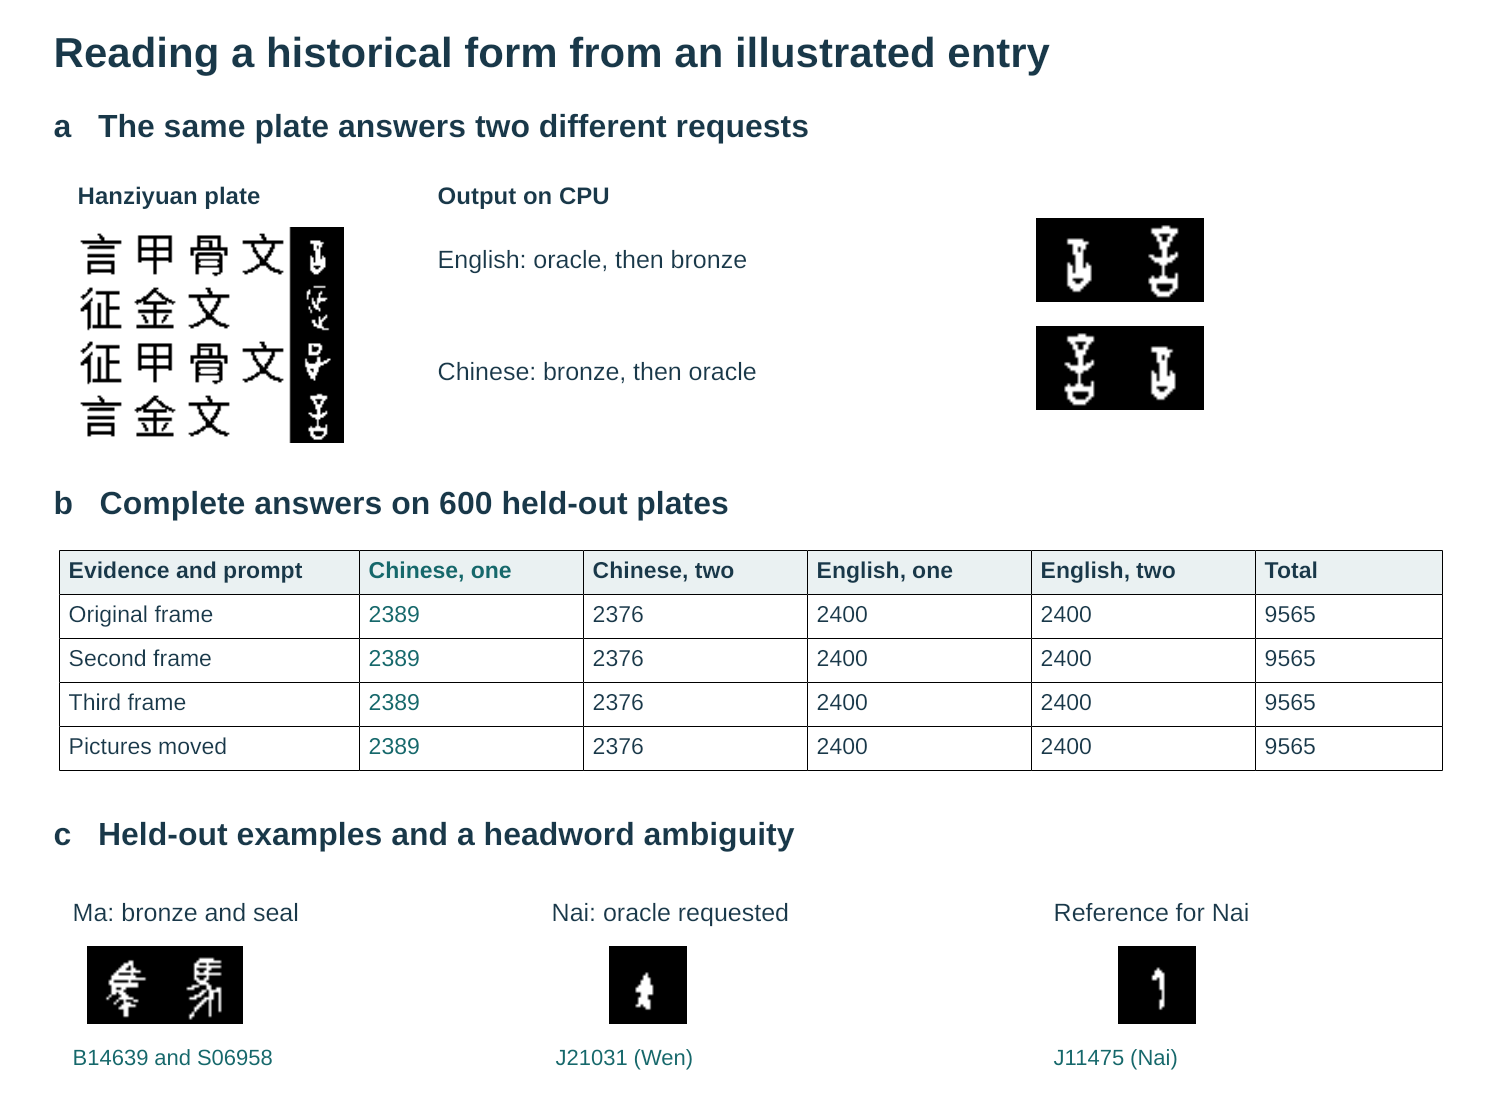 Reading a historical form from an illustrated entry
a The same plate answers two different requests
Hanziyuan plate
Output on CPU
言甲骨文
征金文
征甲骨文
言金文
English: oracle, then bronze
Chinese: bronze, then oracle
b Complete answers on 600 held-out plates
Evidence and prompt Chinese, one Chinese, two English, one English, two Total
Original frame 2389 2376 2400 2400 9565
Second frame 2389 2376 2400 2400 9565
Third frame 2389 2376 2400 2400 9565
Pictures moved 2389 2376 2400 2400 9565
c Held-out examples and a headword ambiguity
Ma: bronze and seal
Nai: oracle requested
Reference for Nai
B14639 and S06958
J21031 (Wen)
J11475 (Nai)